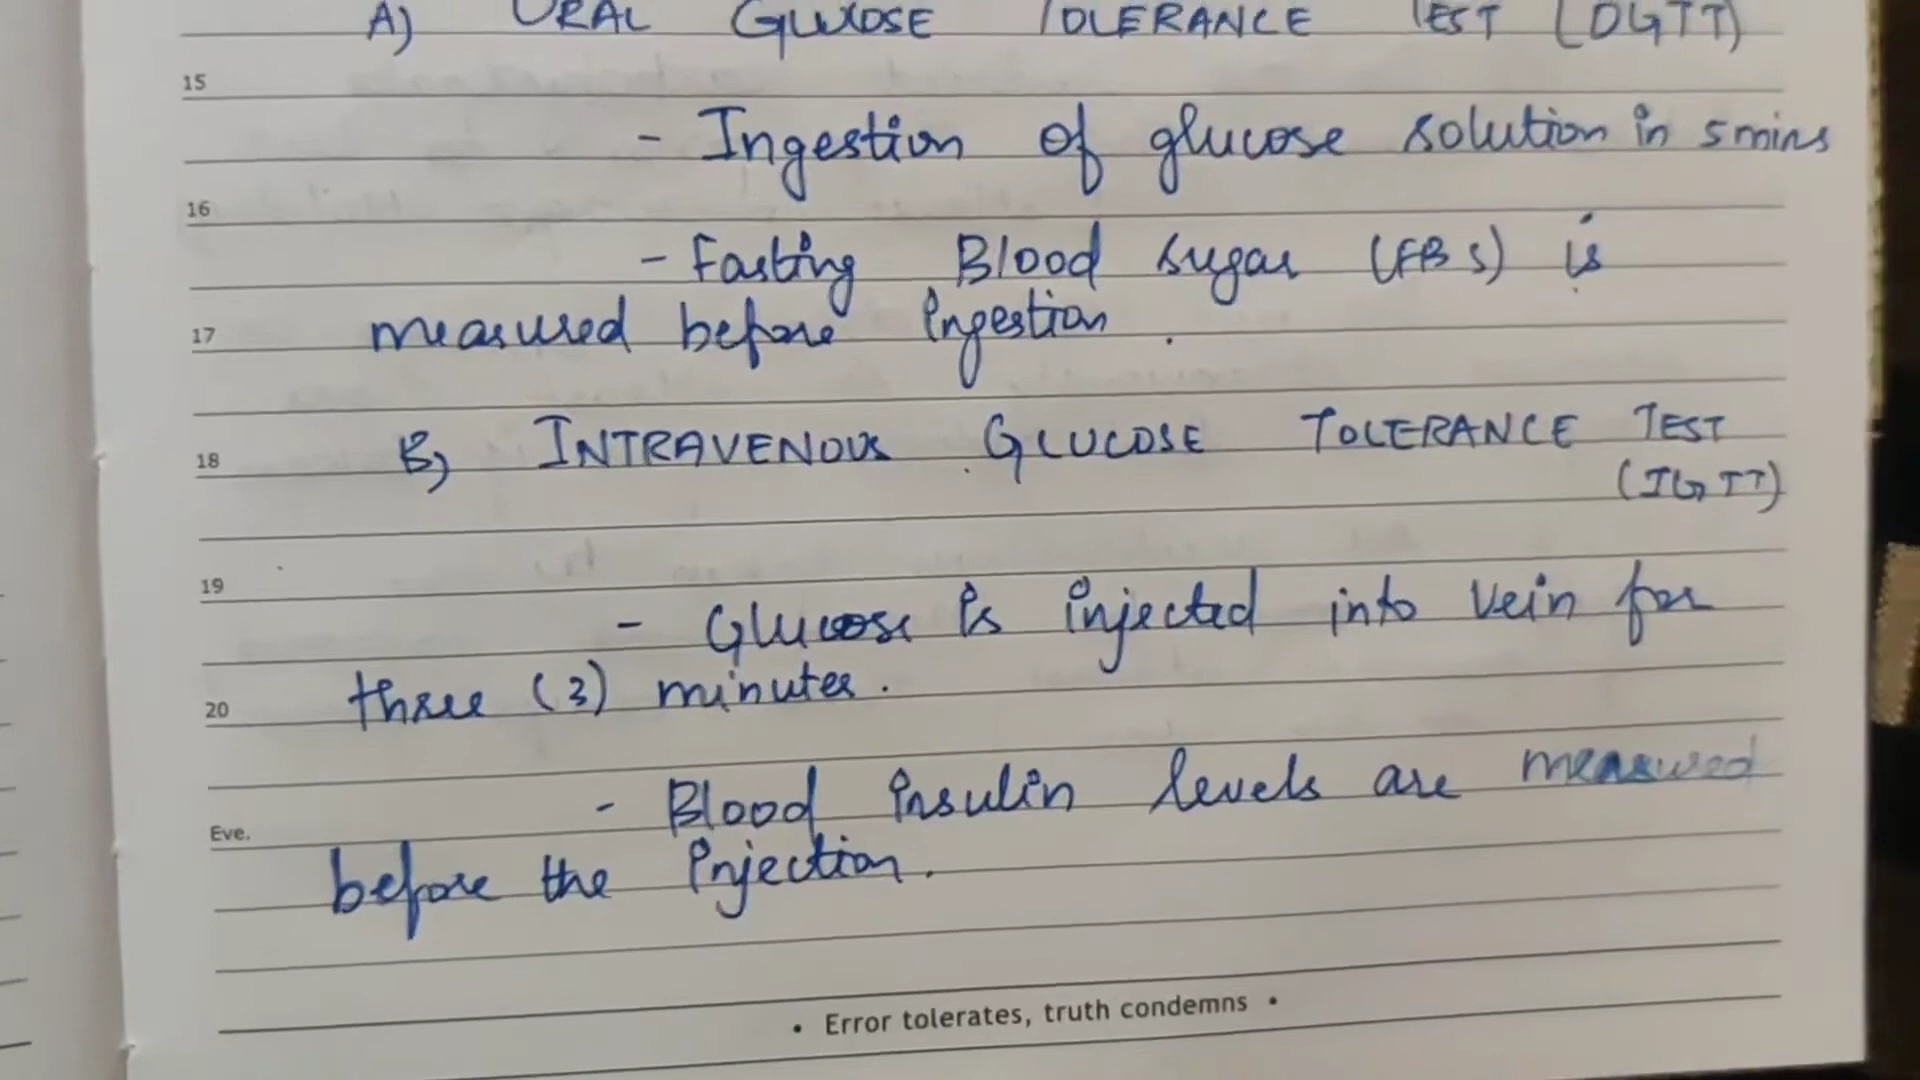 A) ORAL GLUCOSE TOLERANCE TEST (OGTT)
15
- Ingestion of glucose solution in 5 mins
16
- Fasting Blood sugar (FBS) is
17 measured before ingestion.
18 B) INTRAVENOUS GLUCOSE TOLERANCE TEST
(IGTT)
19
- Glucose is injected into vein for
20 three (3) minutes.
- Blood insulin levels are measured
Eve.
before the injection.
• Error tolerates, truth condemns •